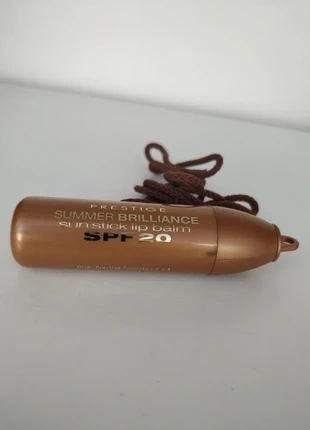 PRESTIGE
SUMMER BRILLIANCE
sun stick lip balm
SPF 20